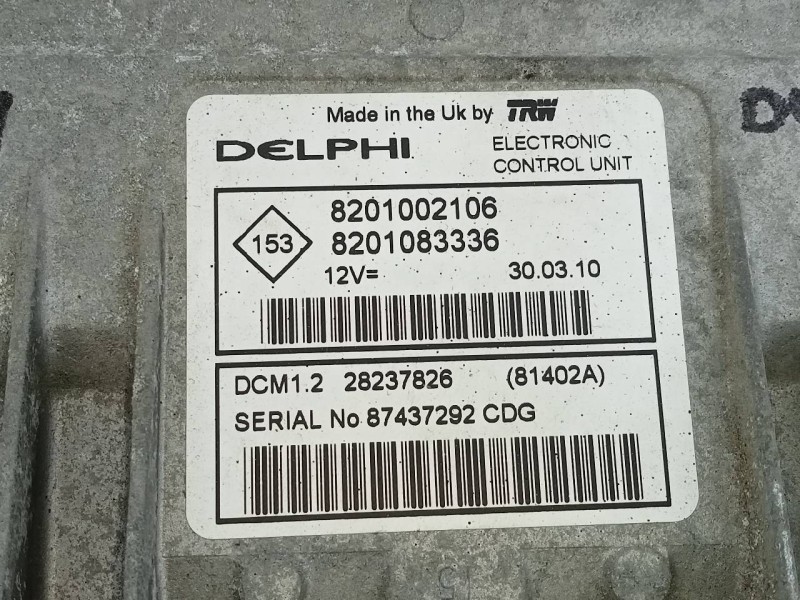 Made in the Uk by TRW
DELPHI
ELECTRONIC
CONTROL UNIT
153
8201002106
8201083336
12V=
30.03.10
DCM1.2 28237826 (81402A)
SERIAL No 87437292 CDG